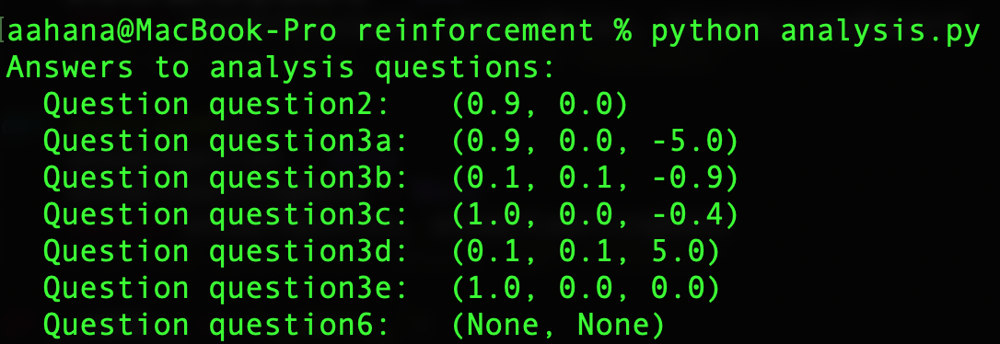 [aahana@MacBook-Pro reinforcement % python analysis.py
Answers to analysis questions:
  Question question2:   (0.9, 0.0)
  Question question3a:  (0.9, 0.0, -5.0)
  Question question3b:  (0.1, 0.1, -0.9)
  Question question3c:  (1.0, 0.0, -0.4)
  Question question3d:  (0.1, 0.1, 5.0)
  Question question3e:  (1.0, 0.0, 0.0)
  Question question6:   (None, None)